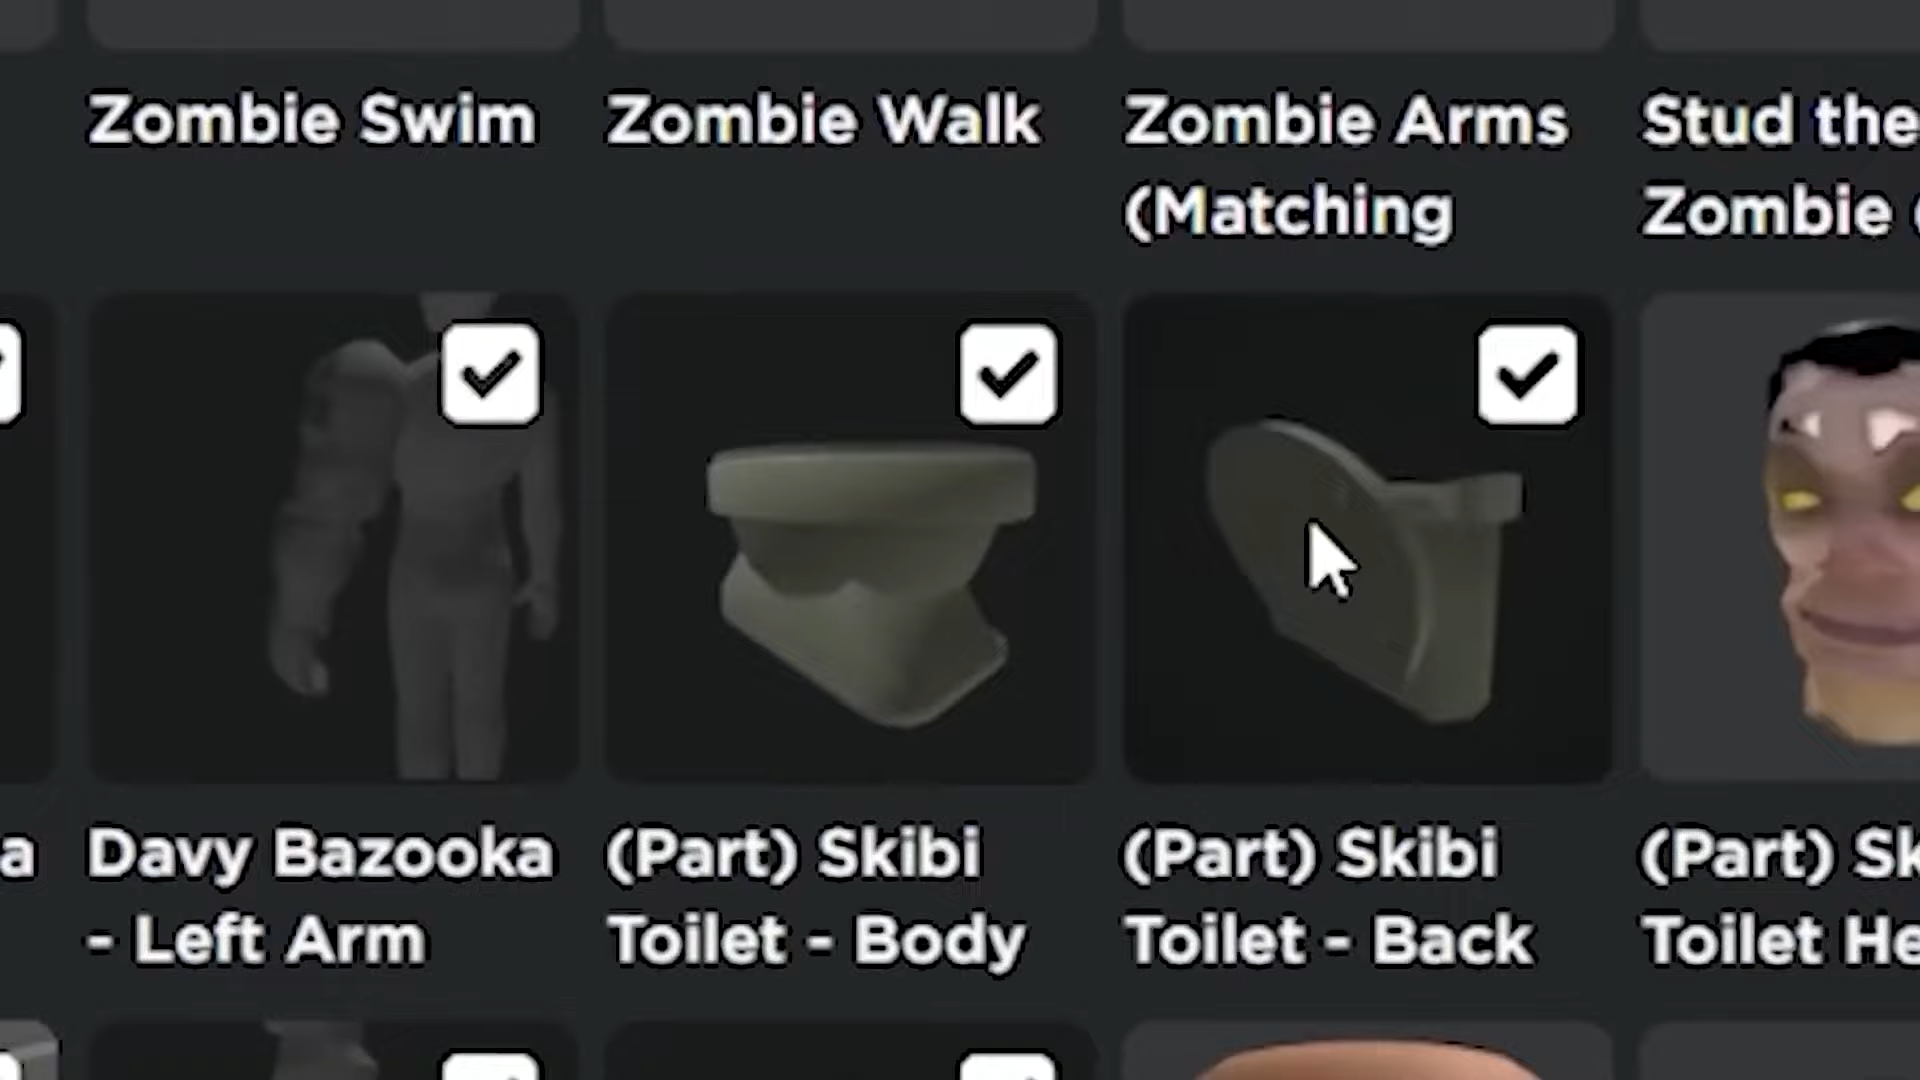 Zombie Swim
Zombie Walk
Zombie Arms
(Matching
Stud the
Zombie
a
Davy Bazooka
- Left Arm
(Part) Skibi
Toilet - Body
(Part) Skibi
Toilet - Back
(Part) Sk
Toilet He